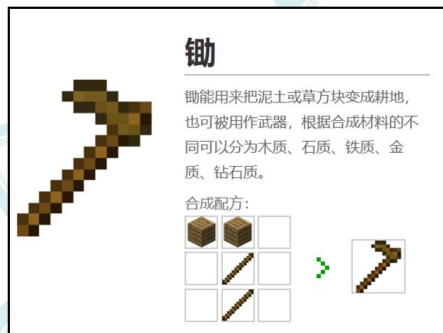 锄
锄能用来把泥土或草方块变成耕地，
也可被用作武器，根据合成材料的不
同可以分为木质、石质、铁质、金
质、钻石质。
合成配方：